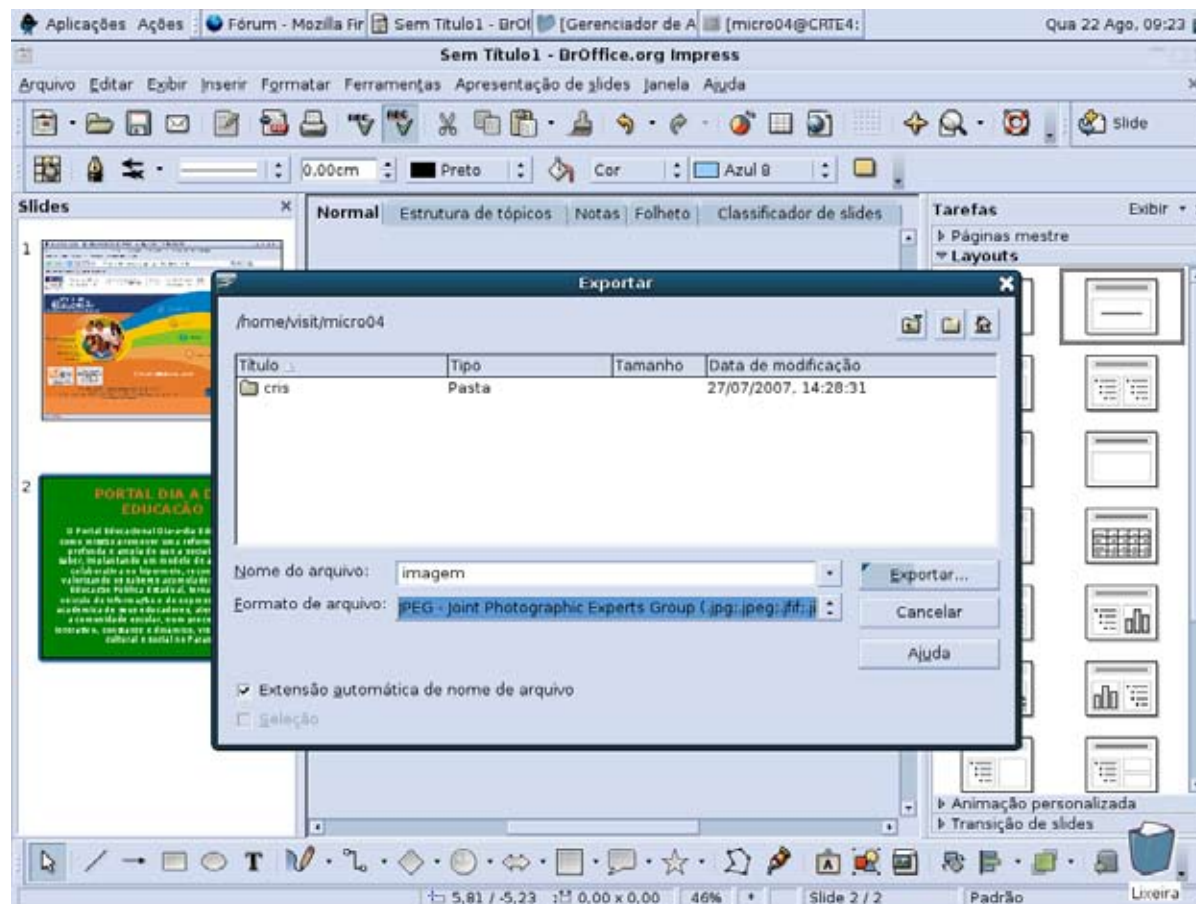 Aplicações Ações Fórum - Mozilla Fir Sem Título1 - BrOf [Gerenciador de A [micro04@CRTE4: Qua 22 Ago, 09:23
Sem Título1 - BrOffice.org Impress
Arquivo Editar Exibir Inserir Formatar Ferramentas Apresentação de slides Janela Ajuda
Slide
0,00cm Preto Cor Azul 8
Slides
Normal Estrutura de tópicos Notas Folheto Classificador de slides
Tarefas Exibir
Páginas mestre
Layouts
1
Exportar
/home/visit/micro04
Título Tipo Tamanho Data de modificação
cris Pasta 27/07/2007, 14:28:31
2
PORTAL DIA A D
EDUCAÇÃO
Nome do arquivo: imagem Exportar...
Formato de arquivo: JPEG - Joint Photographic Experts Group (.jpg;.jpeg;.jfif;.ji
Cancelar
Ajuda
Extensão automática de nome de arquivo
Seleção
Animação personalizada
Transição de slides
5,81 / -5,23 0,00 x 0,00 46% * Slide 2 / 2 Padrão
Lixeira